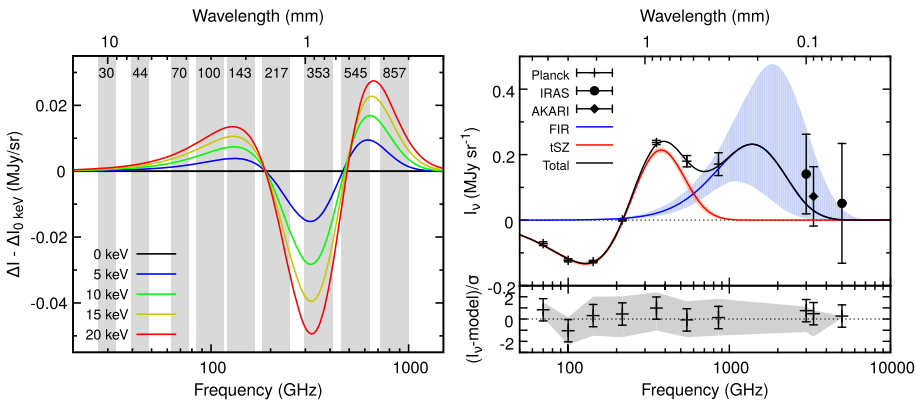 Wavelength (mm)
10 1
30 44 70 100 143 217 353 545 857
0.02
0
-0.02
-0.04
ΔI - ΔI0 keV (MJy/sr)
0 keV
5 keV
10 keV
15 keV
20 keV
100 1000
Frequency (GHz)
Wavelength (mm)
1 0.1
0.4
0.2
0
-0.2
Iν (MJy sr-1)
Planck
IRAS
AKARI
FIR
tSZ
Total
2
0
-2
(Iν-model)/σ
100 1000 10000
Frequency (GHz)